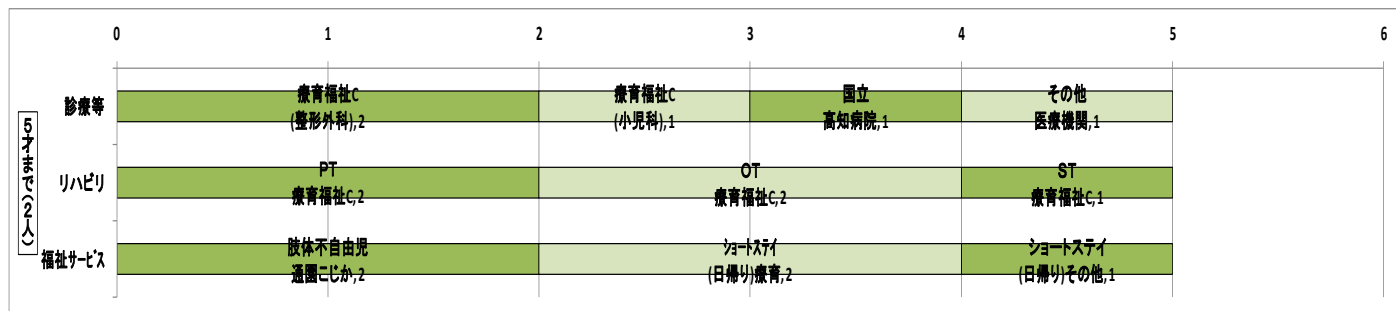 0 1 2 3 4 5 6
5才まで(2人)
診療等
療育福祉C
(整形外科),2
療育福祉C
(小児科),1
国立
高知病院,1
その他
医療機関,1
リハビリ
PT
療育福祉C,2
OT
療育福祉C,2
ST
療育福祉C,1
福祉サービス
肢体不自由児
通園こじか,2
ショートステイ
(日帰り)療育,2
ショートステイ
(日帰り)その他,1